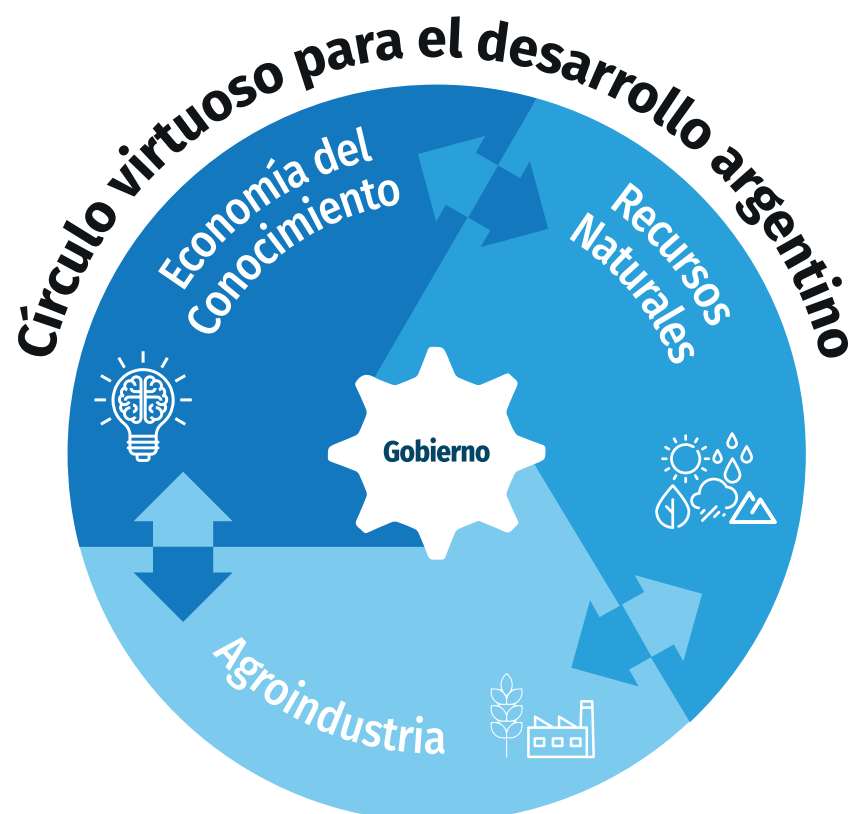 Círculo virtuoso para el desarrollo argentino
Economía del
Conocimiento
Recursos
Naturales
Gobierno
Agroindustria